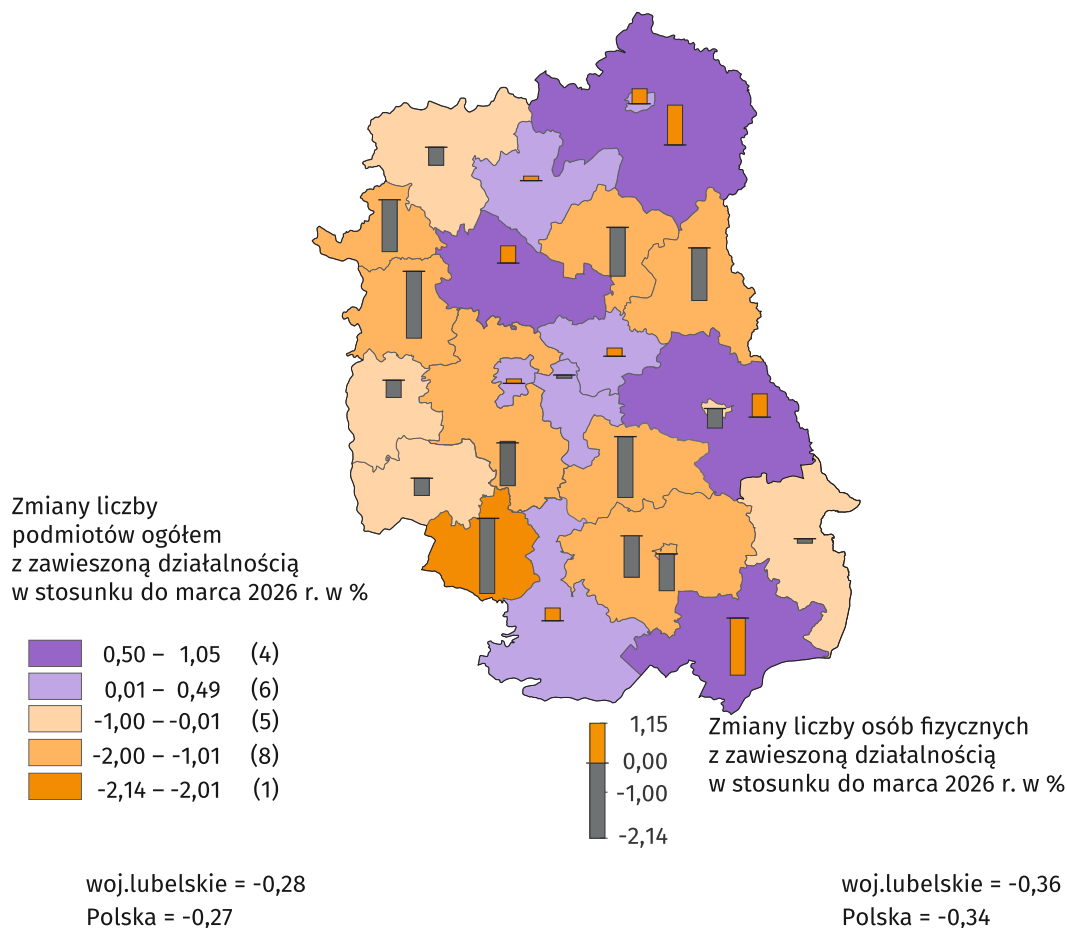 Zmiany liczby
podmiotów ogółem
z zawieszoną działalnością
w stosunku do marca 2026 r. w %
0,50 – 1,05 (4)
0,01 – 0,49 (6)
-1,00 – -0,01 (5)
-2,00 – -1,01 (8)
-2,14 – -2,01 (1)
1,15
0,00
-1,00
-2,14
Zmiany liczby osób fizycznych
z zawieszoną działalnością
w stosunku do marca 2026 r. w %
woj.lubelskie = -0,28
Polska = -0,27
woj.lubelskie = -0,36
Polska = -0,34